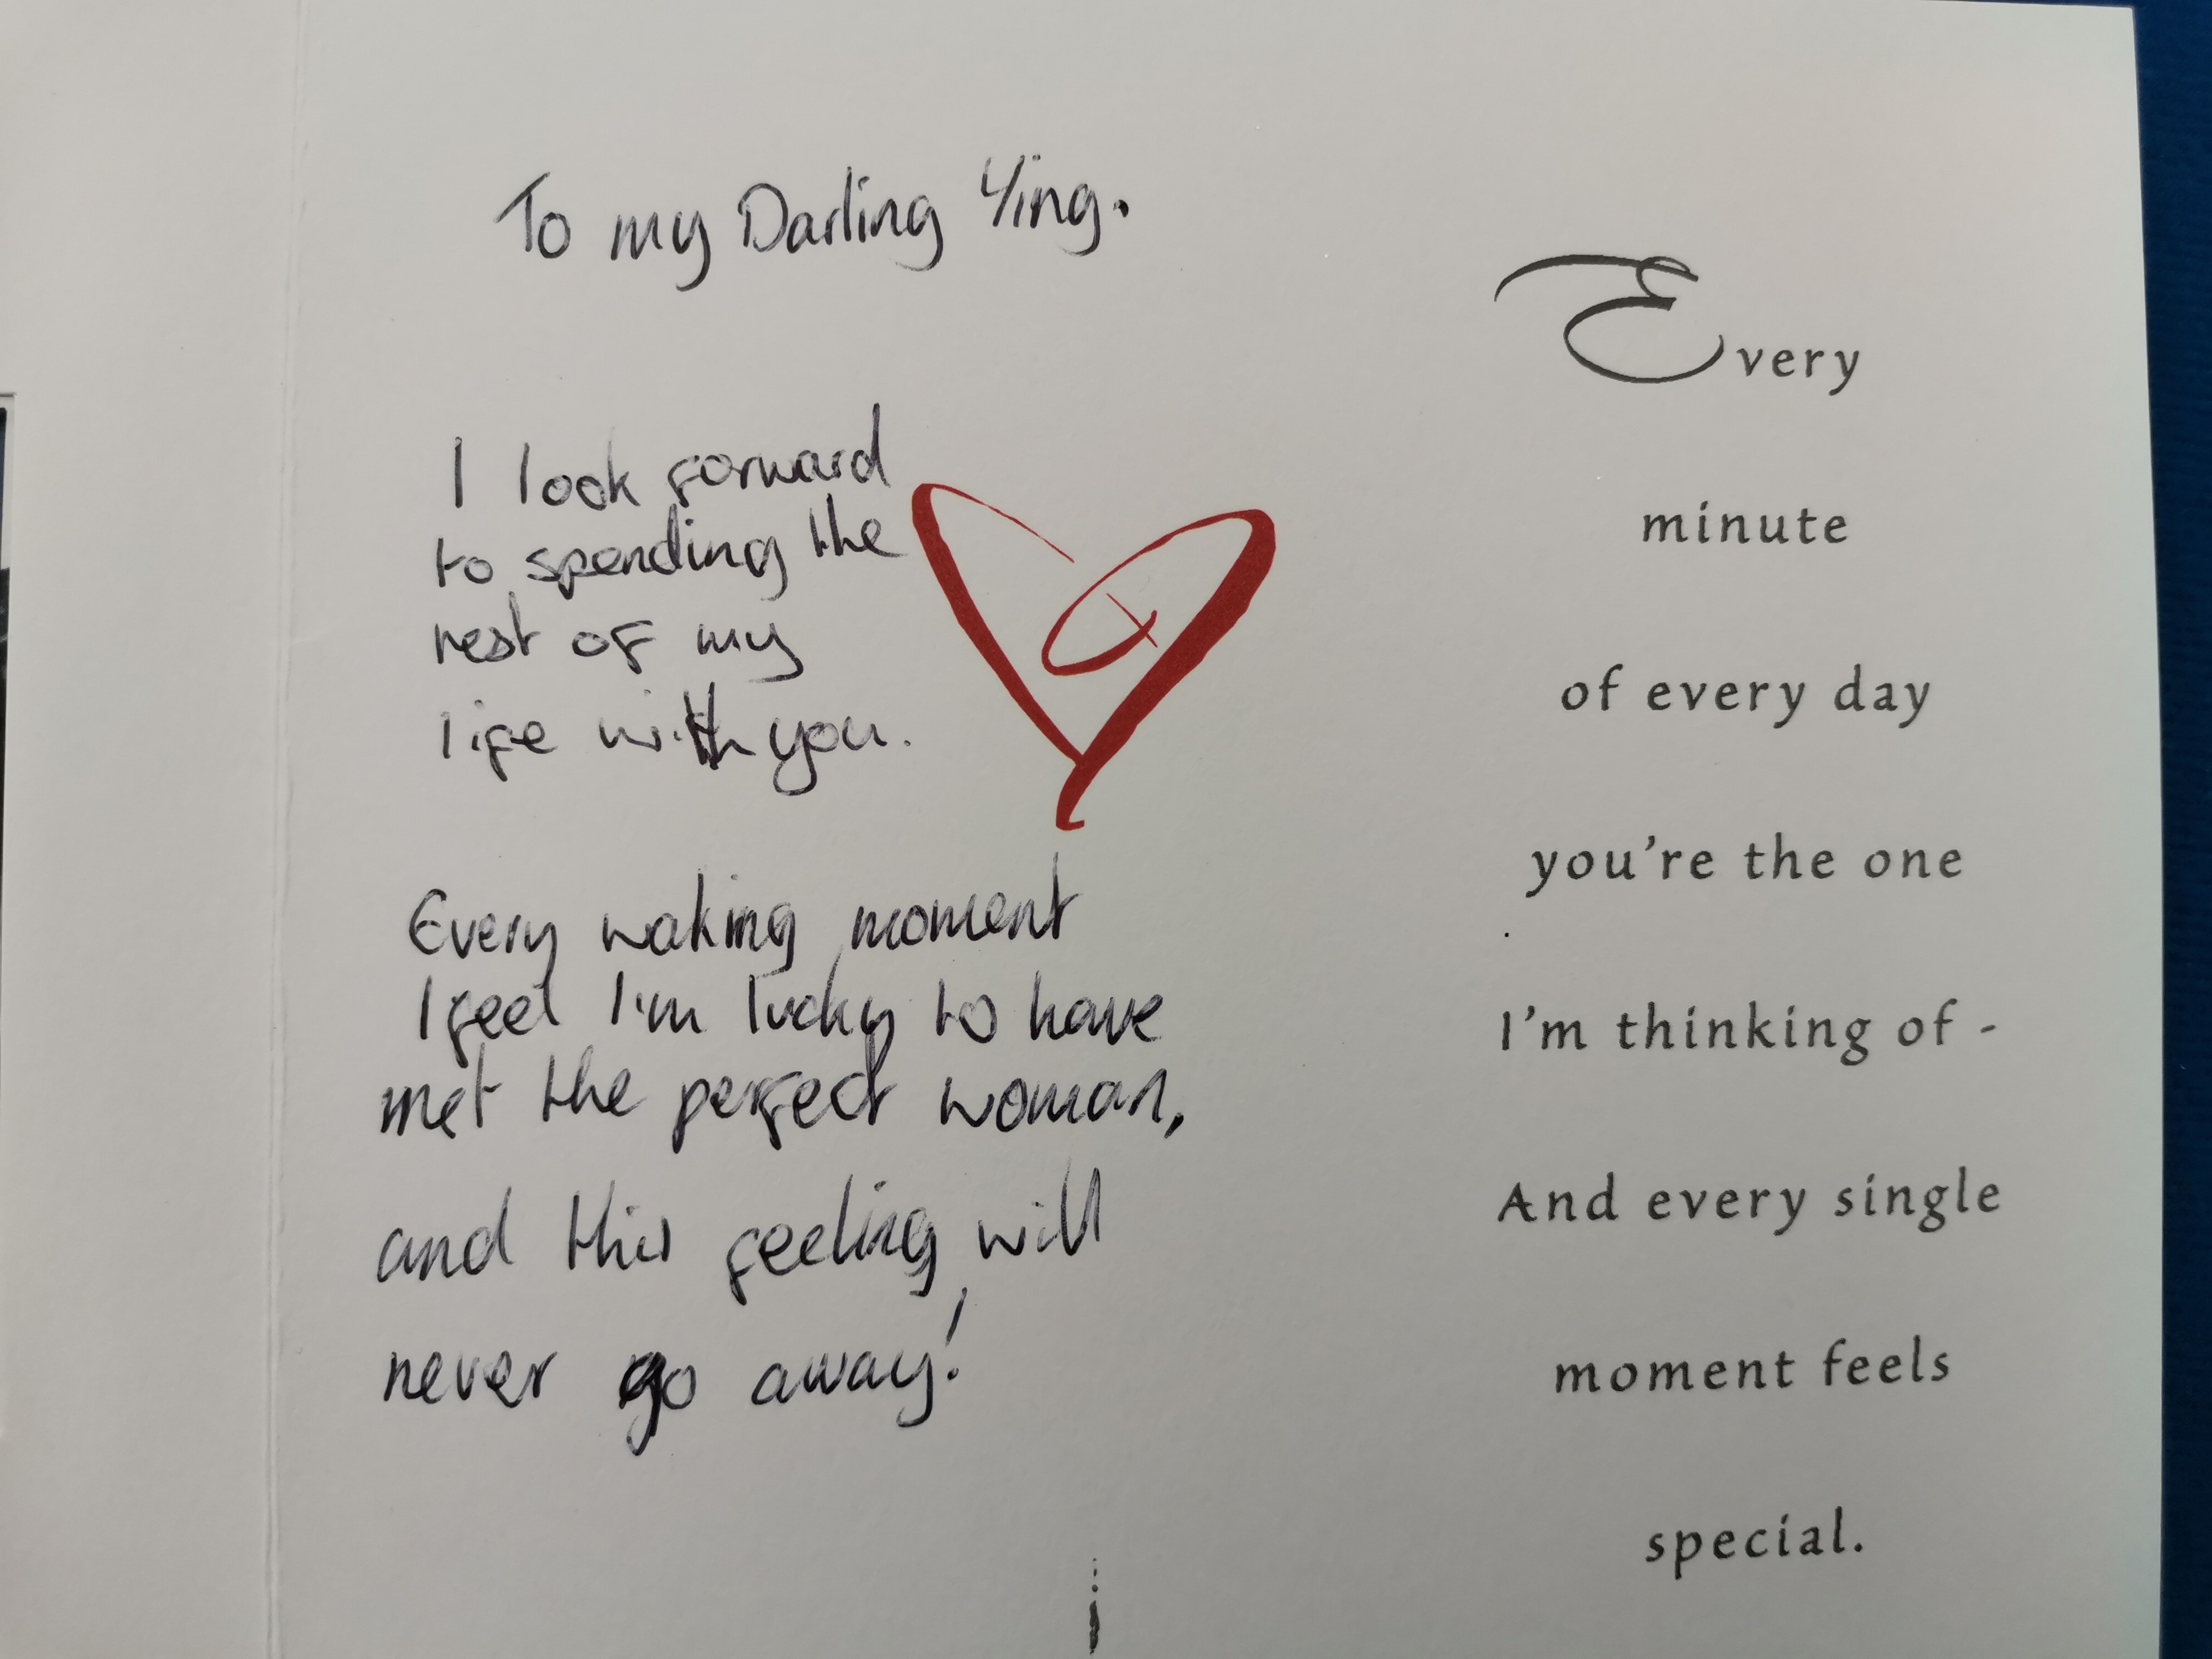 To my Darling Ying.
I look forward
to spending the
rest of my
life with you.
Every waking moment
I feel I'm lucky to have
met the perfect woman,
and this feeling will
never go away!
Every
minute
of every day
you're the one
I'm thinking of -
And every single
moment feels
special.